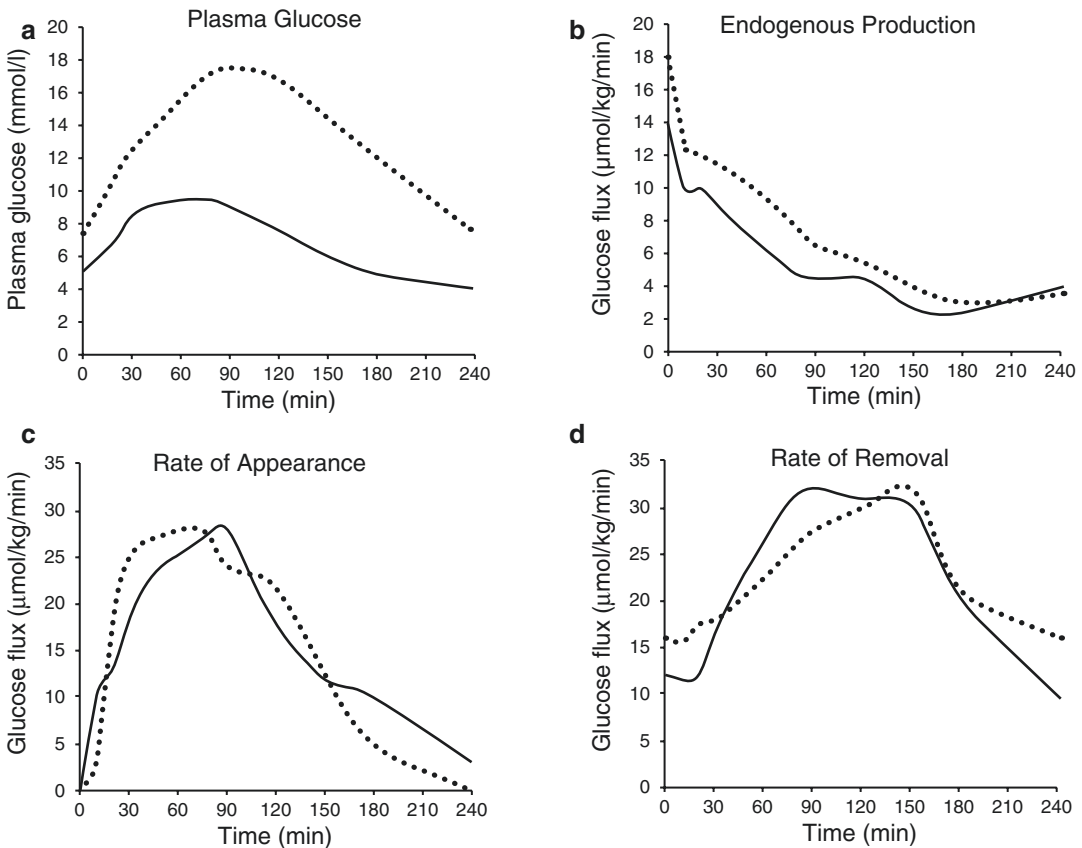 a
Plasma Glucose
Plasma glucose (mmol/l)
20
18
16
14
12
10
8
6
4
2
0
0 30 60 90 120 150 180 210 240
Time (min)
b
Endogenous Production
Glucose flux (μmol/kg/min)
20
18
16
14
12
10
8
6
4
2
0
0 30 60 90 120 150 180 210 240
Time (min)
c
Rate of Appearance
Glucose flux (μmol/kg/min)
35
30
25
20
15
10
5
0
0 30 60 90 120 150 180 210 240
Time (min)
d
Rate of Removal
Glucose flux (μmol/kg/min)
35
30
25
20
15
10
5
0
0 30 60 90 120 150 180 210 240
Time (min)